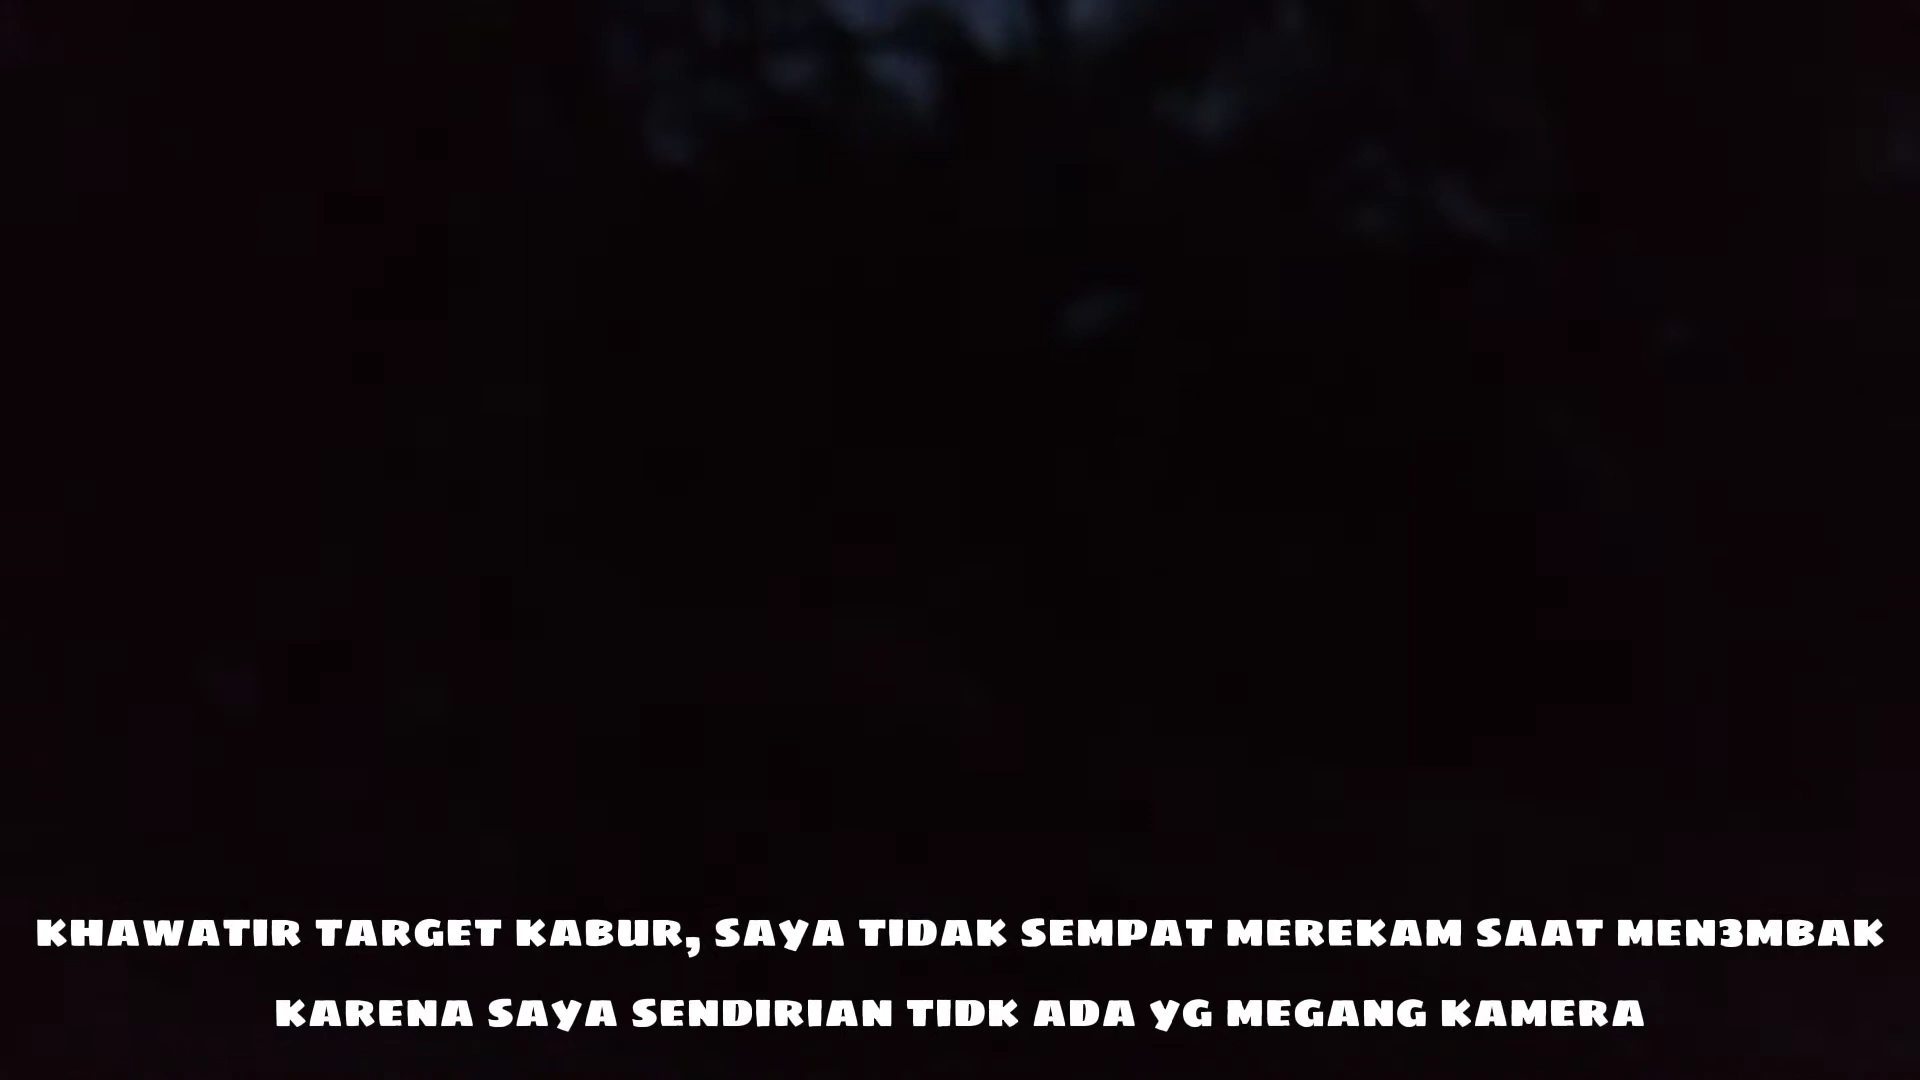 KHAWATIR TARGET KABUR, SAYA TIDAK SEMPAT MEREKAM SAAT MEN3MBAK
KARENA SAYA SENDIRIAN TIDK ADA YG MEGANG KAMERA